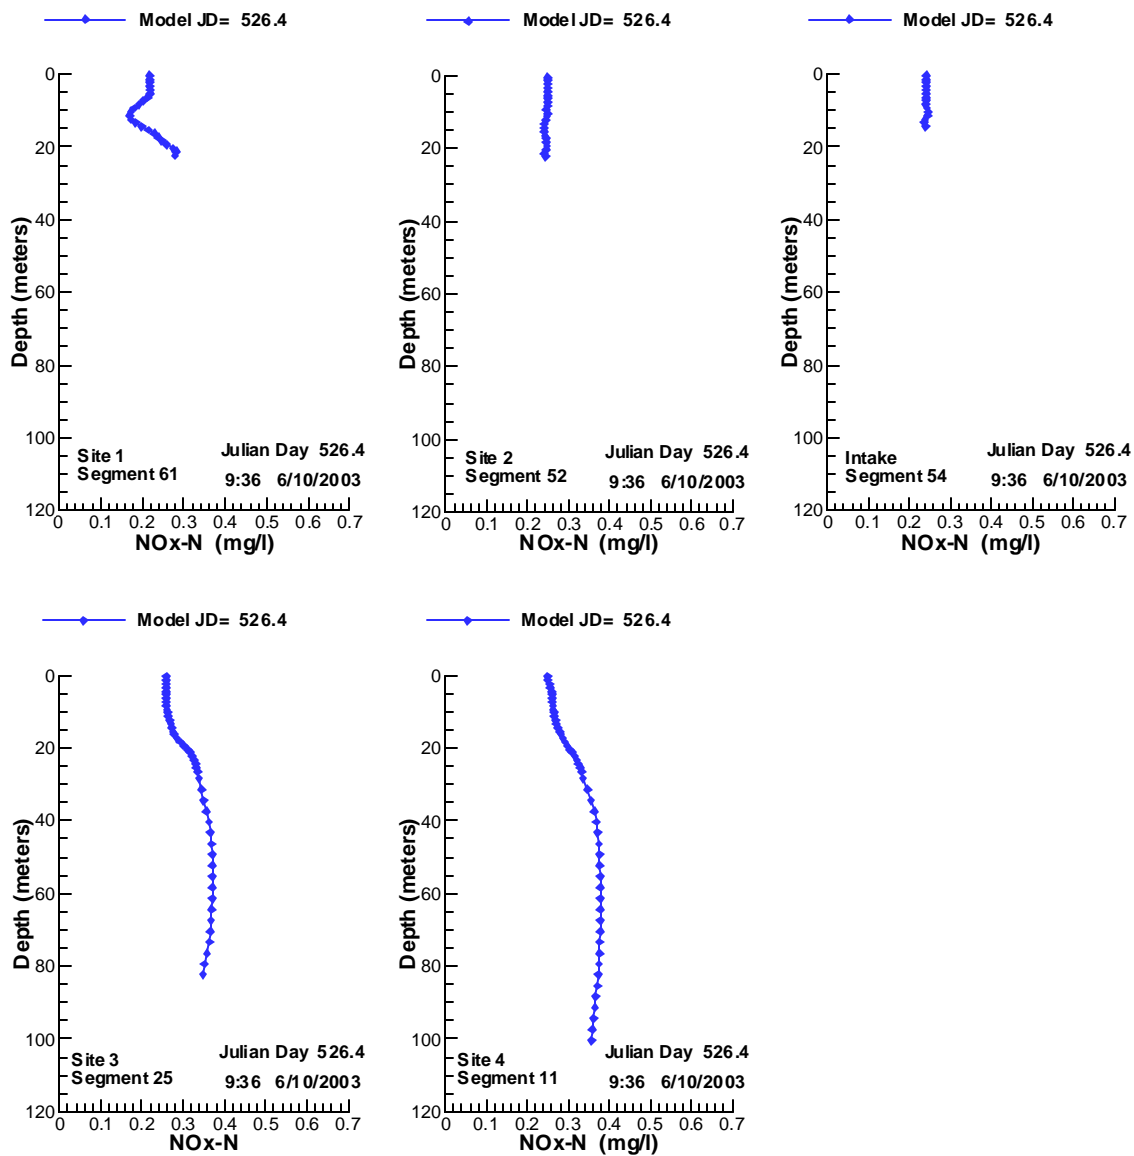 Model JD= 526.4
Model JD= 526.4
Model JD= 526.4
0
20
40
60
80
100
120
Depth (meters)
Site 1
Segment 61
Julian Day 526.4
9:36 6/10/2003
0 0.1 0.2 0.3 0.4 0.5 0.6 0.7
NOx-N (mg/l)
0
20
40
60
80
100
120
Depth (meters)
Site 2
Segment 52
Julian Day 526.4
9:36 6/10/2003
0 0.1 0.2 0.3 0.4 0.5 0.6 0.7
NOx-N (mg/l)
0
20
40
60
80
100
120
Depth (meters)
Intake
Segment 54
Julian Day 526.4
9:36 6/10/2003
0 0.1 0.2 0.3 0.4 0.5 0.6 0.7
NOx-N (mg/l)
Model JD= 526.4
Model JD= 526.4
0
20
40
60
80
100
120
Depth (meters)
Site 3
Segment 25
Julian Day 526.4
9:36 6/10/2003
0 0.1 0.2 0.3 0.4 0.5 0.6 0.7
NOx-N
0
20
40
60
80
100
120
Depth (meters)
Site 4
Segment 11
Julian Day 526.4
9:36 6/10/2003
0 0.1 0.2 0.3 0.4 0.5 0.6 0.7
NOx-N (mg/l)